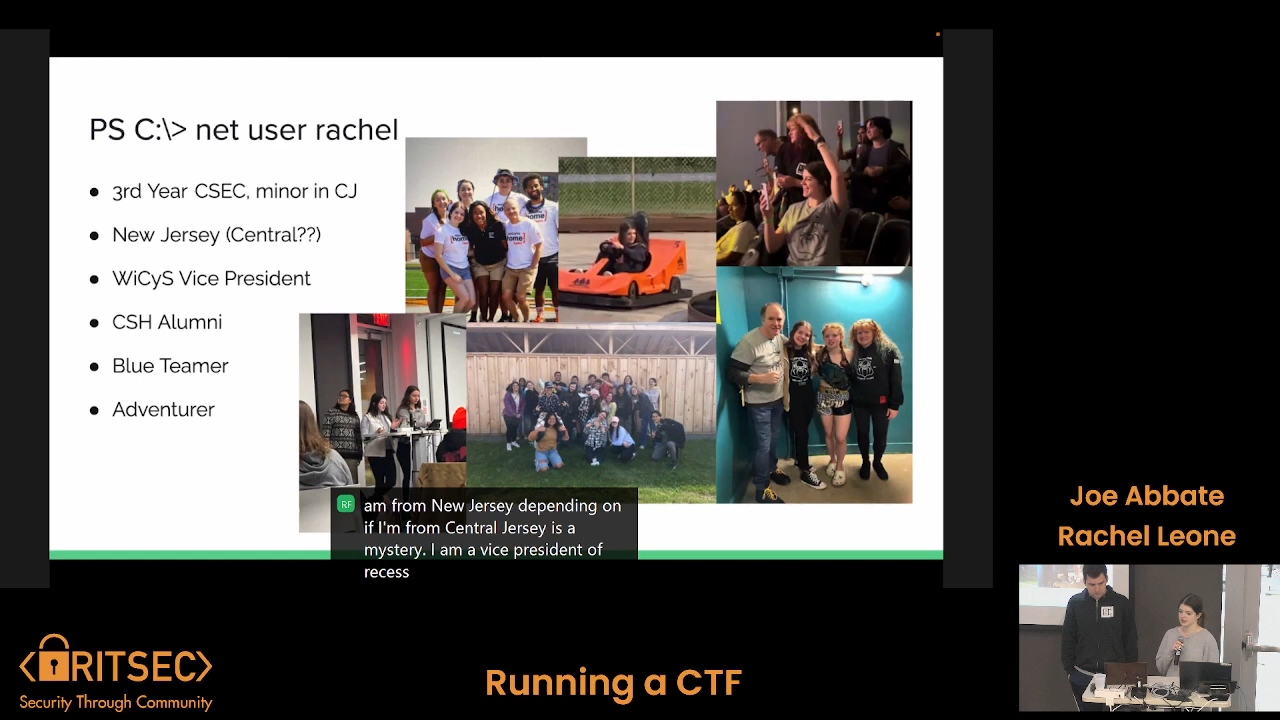 PS C:\> net user rachel
● 3rd Year CSEC, minor in CJ
● New Jersey (Central??)
● WiCyS Vice President
● CSH Alumni
● Blue Teamer
● Adventurer
RF
am from New Jersey depending on
if I'm from Central Jersey is a
mystery. I am a vice president of
recess
Joe Abbate
Rachel Leone
<RITSEC>
Security Through Community
Running a CTF